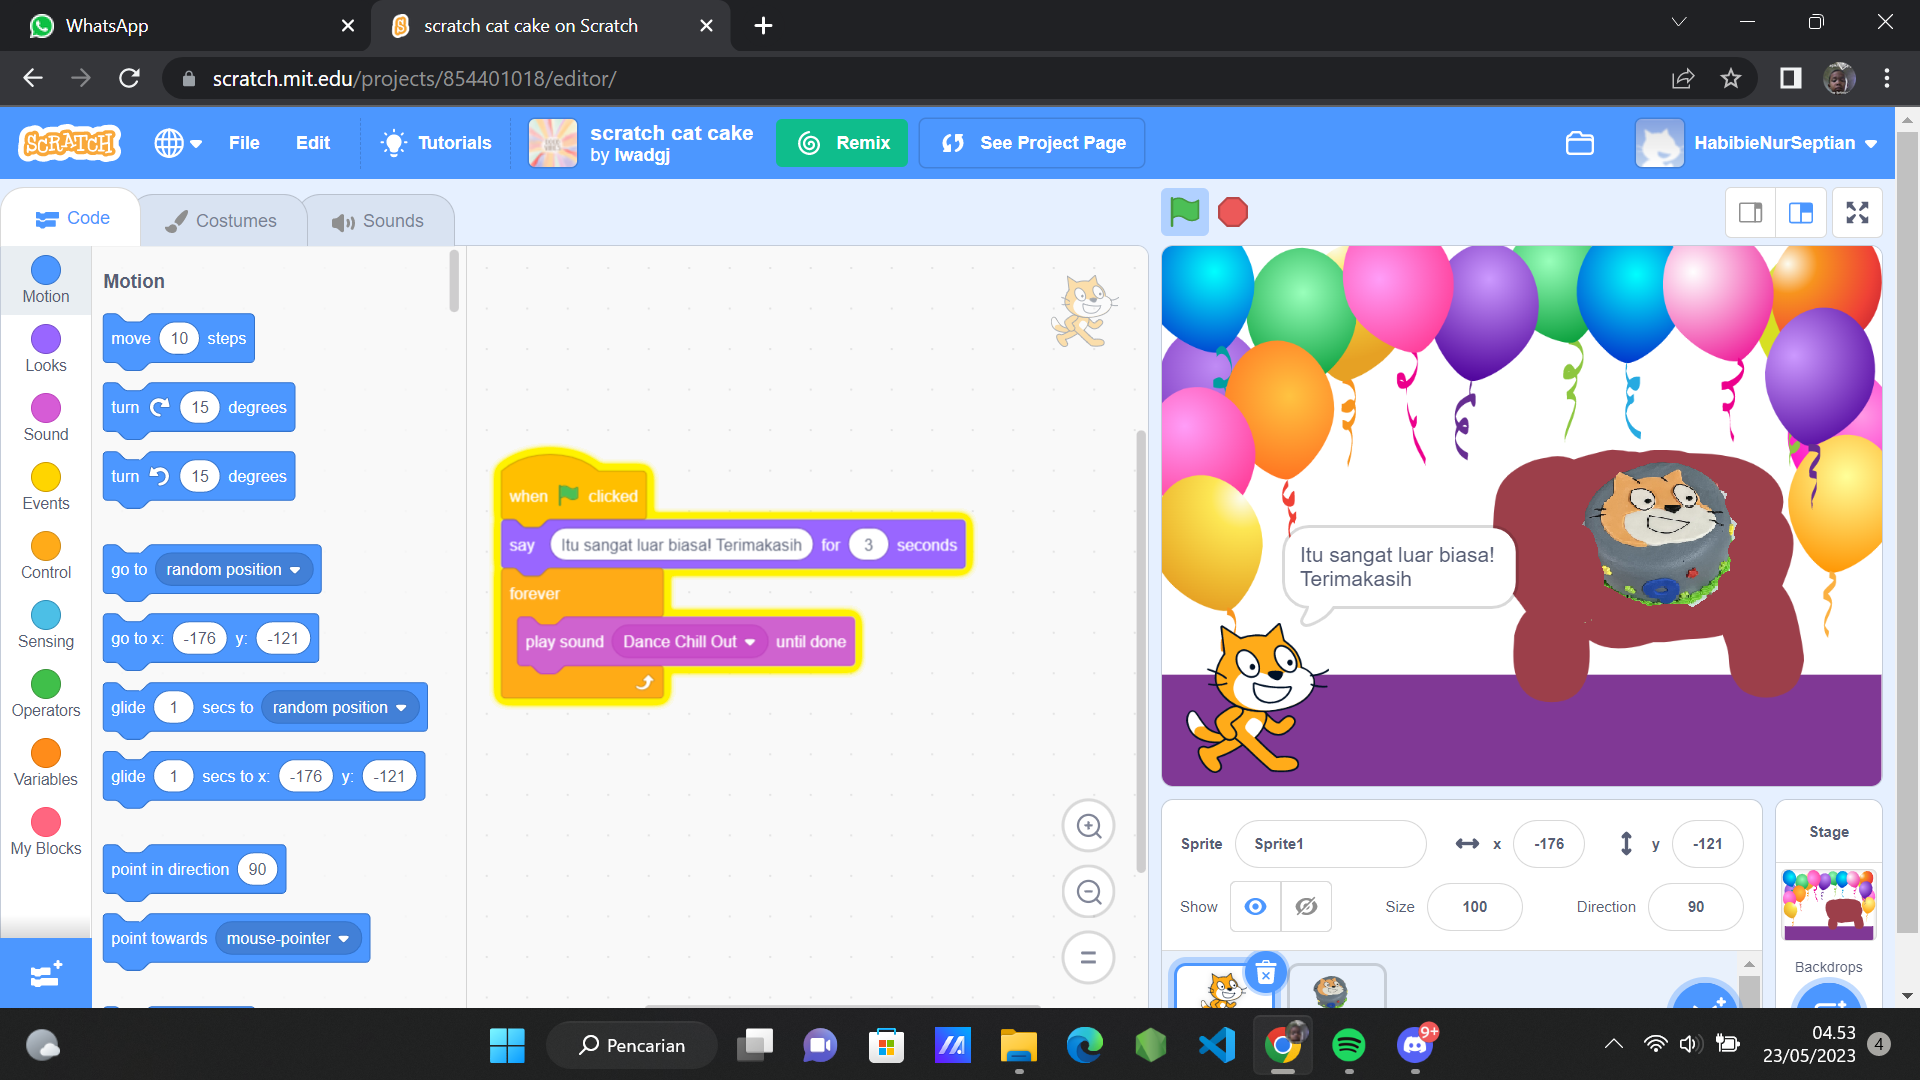 WhatsApp
scratch cat cake on Scratch
scratch.mit.edu/projects/854401018/editor/
SCRATCH
File
Edit
Tutorials
scratch cat cake
by lwadgj
Remix
See Project Page
HabibieNurSeptian
Code
Costumes
Sounds
Motion
Looks
Sound
Events
Control
Sensing
Operators
Variables
My Blocks
Motion
move 10 steps
turn 15 degrees
turn 15 degrees
go to random position
go to x: -176 y: -121
glide 1 secs to random position
glide 1 secs to x: -176 y: -121
point in direction 90
point towards mouse-pointer
when clicked
say Itu sangat luar biasa! Terimakasih for 3 seconds
forever
play sound Dance Chill Out until done
Itu sangat luar biasa!
Terimakasih
Sprite Sprite1 x -176 y -121
Show Size 100 Direction 90
Stage
Backdrops
Pencarian
9+
04.53
23/05/2023
4